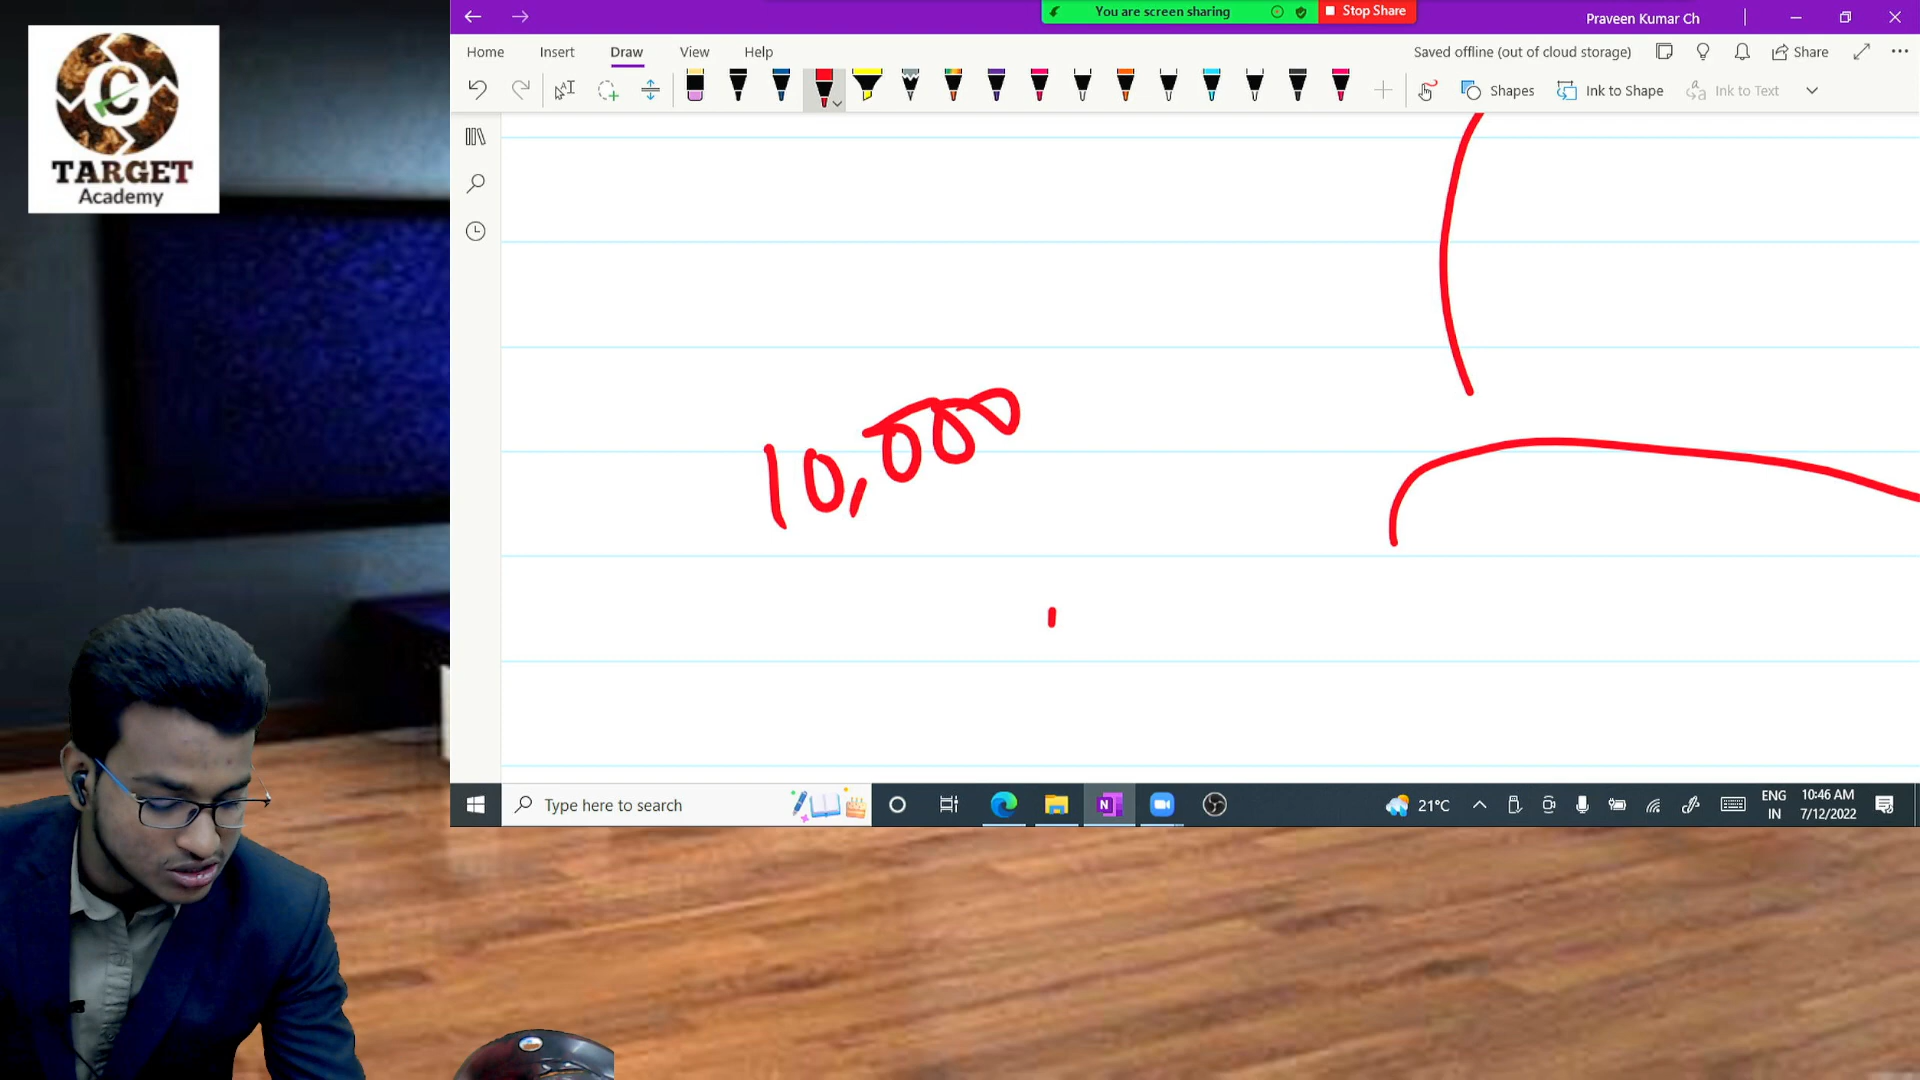 TARGET
Academy
You are screen sharing
Stop Share
Praveen Kumar Ch
Home Insert Draw View Help
Saved offline (out of cloud storage)
Share
Shapes
Ink to Shape
Ink to Text
10,000
Type here to search
21°C
ENG
IN
10:46 AM
7/12/2022